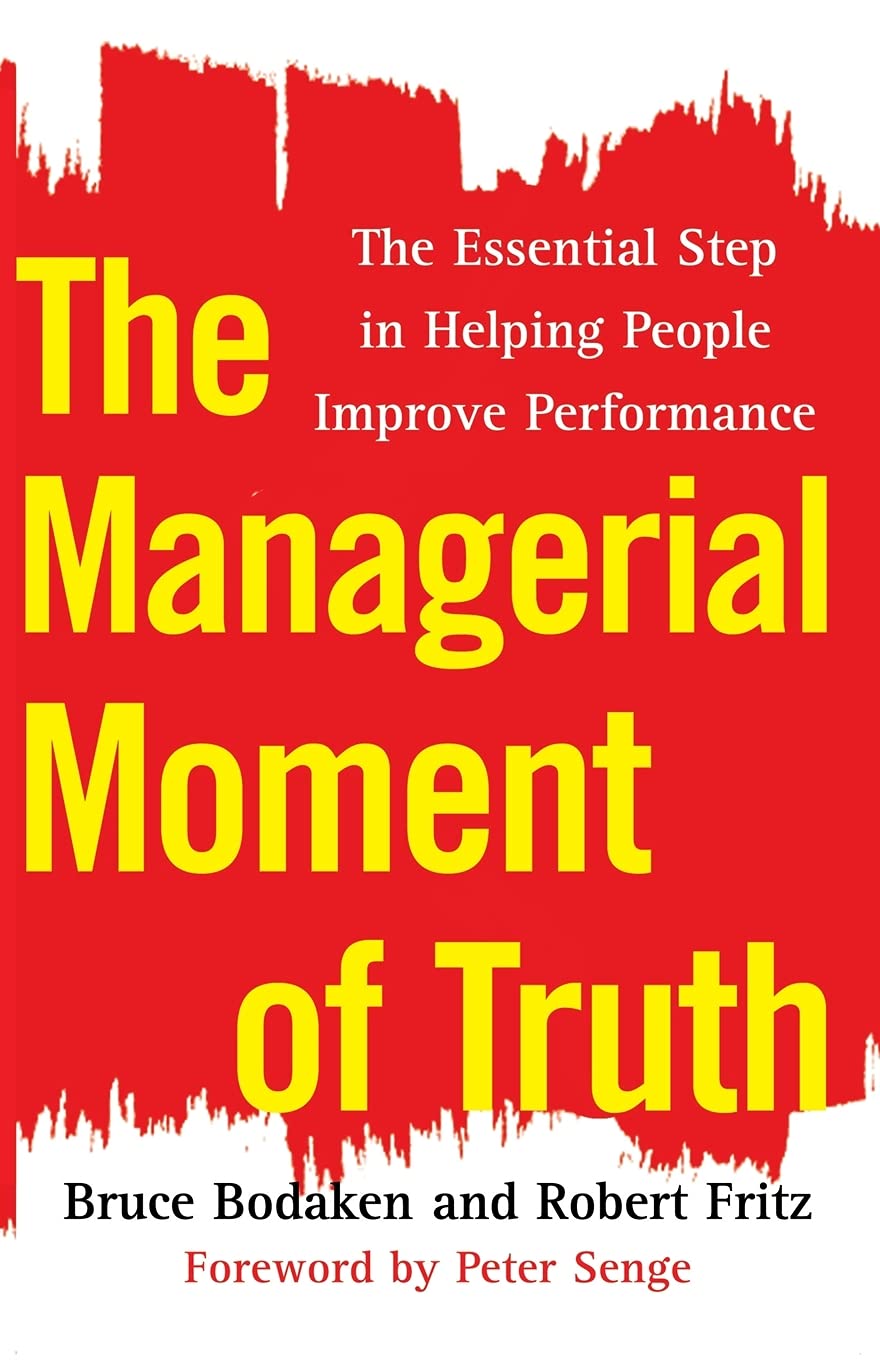 The Essential Step
in Helping People
Improve Performance
The
Managerial
Moment
of Truth
Bruce Bodaken and Robert Fritz
Foreword by Peter Senge